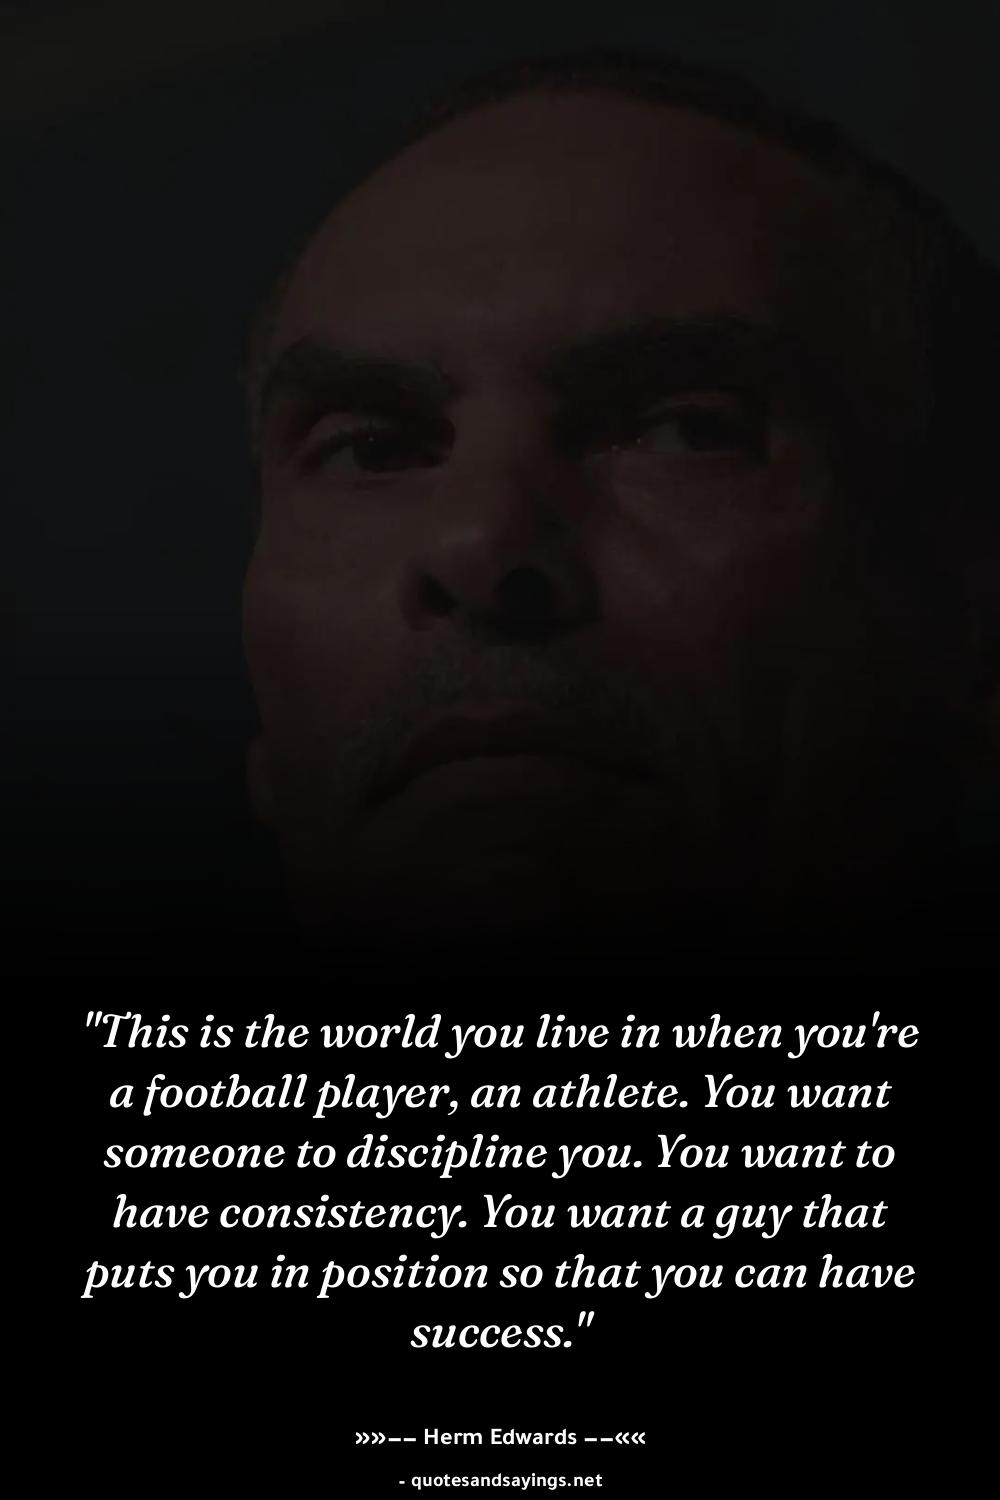 "This is the world you live in when you're
a football player, an athlete. You want
someone to discipline you. You want to
have consistency. You want a guy that
puts you in position so that you can have
success."
»»−− Herm Edwards −−««
- quotesandsayings.net